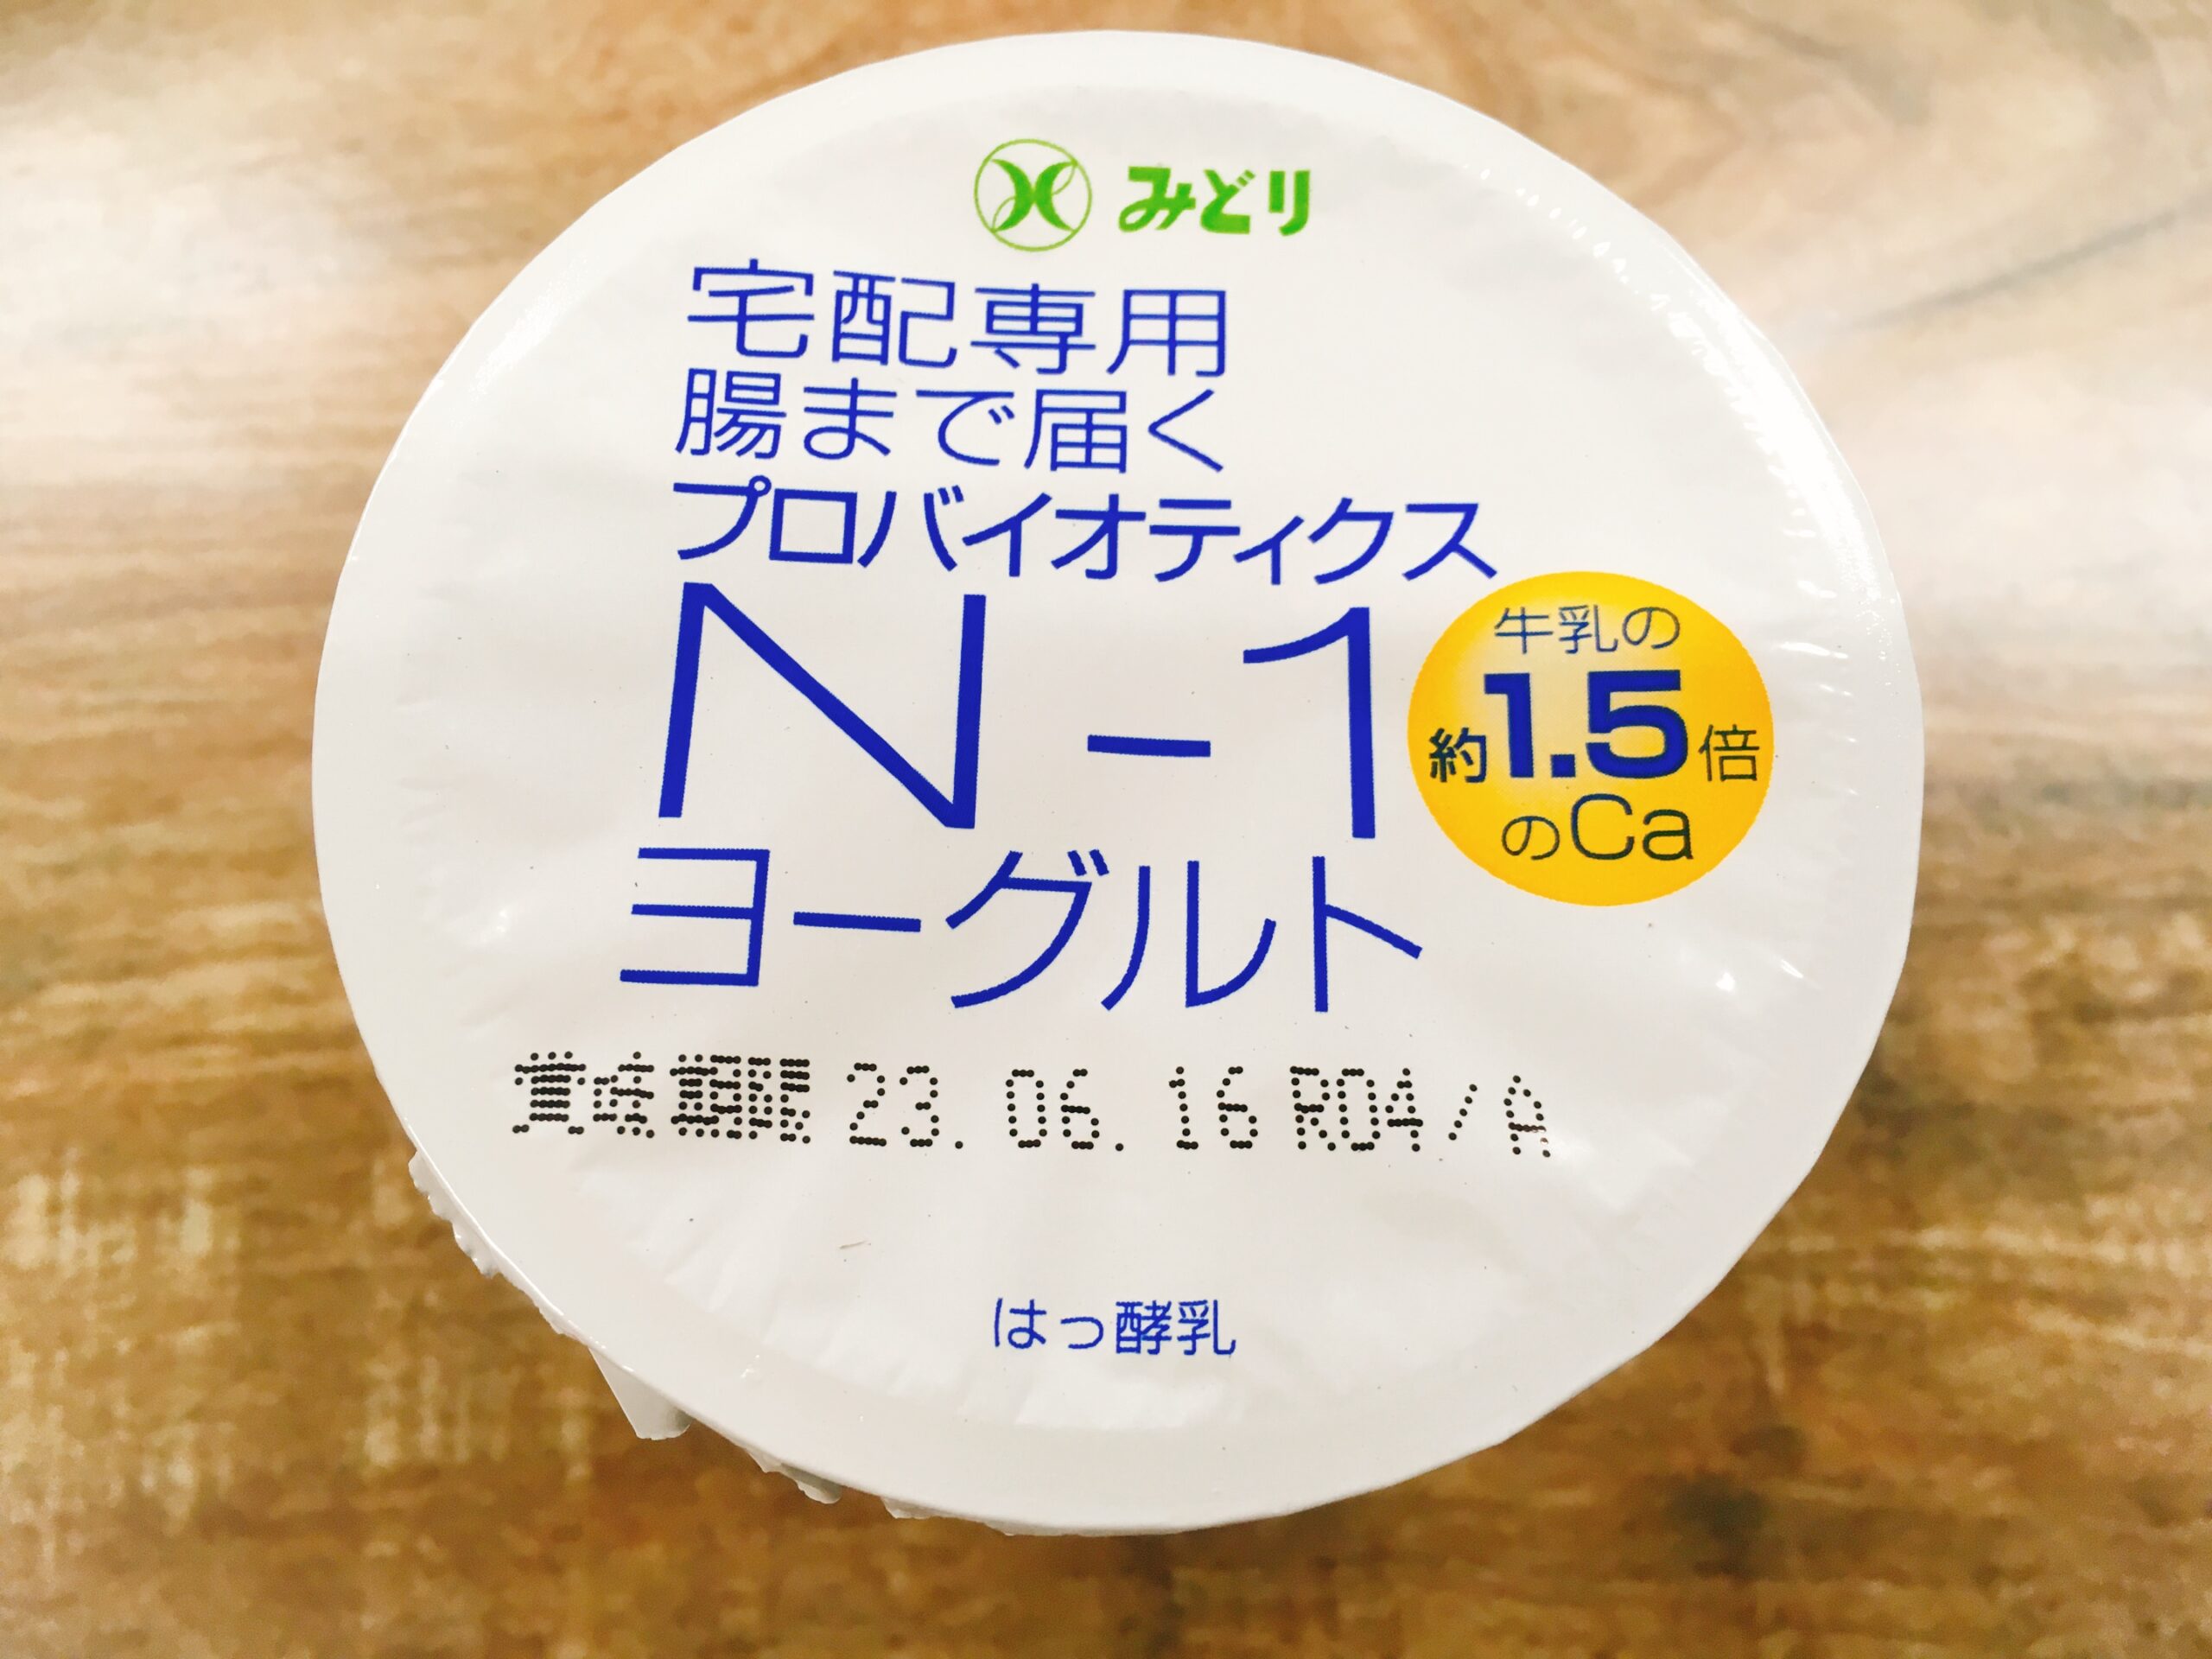 みどり
宅配専用
腸まで届く
プロバイオティクス
N-1
ヨーグルト
牛乳の
約1.5倍
のCa
賞味期限 23.06.16 R04/A
はっ酵乳